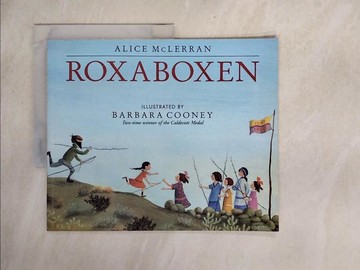 ALICE McLERRAN
ROXABOXEN
ILLUSTRATED BY
BARBARA COONEY
Two-time winner of the Caldecott Medal